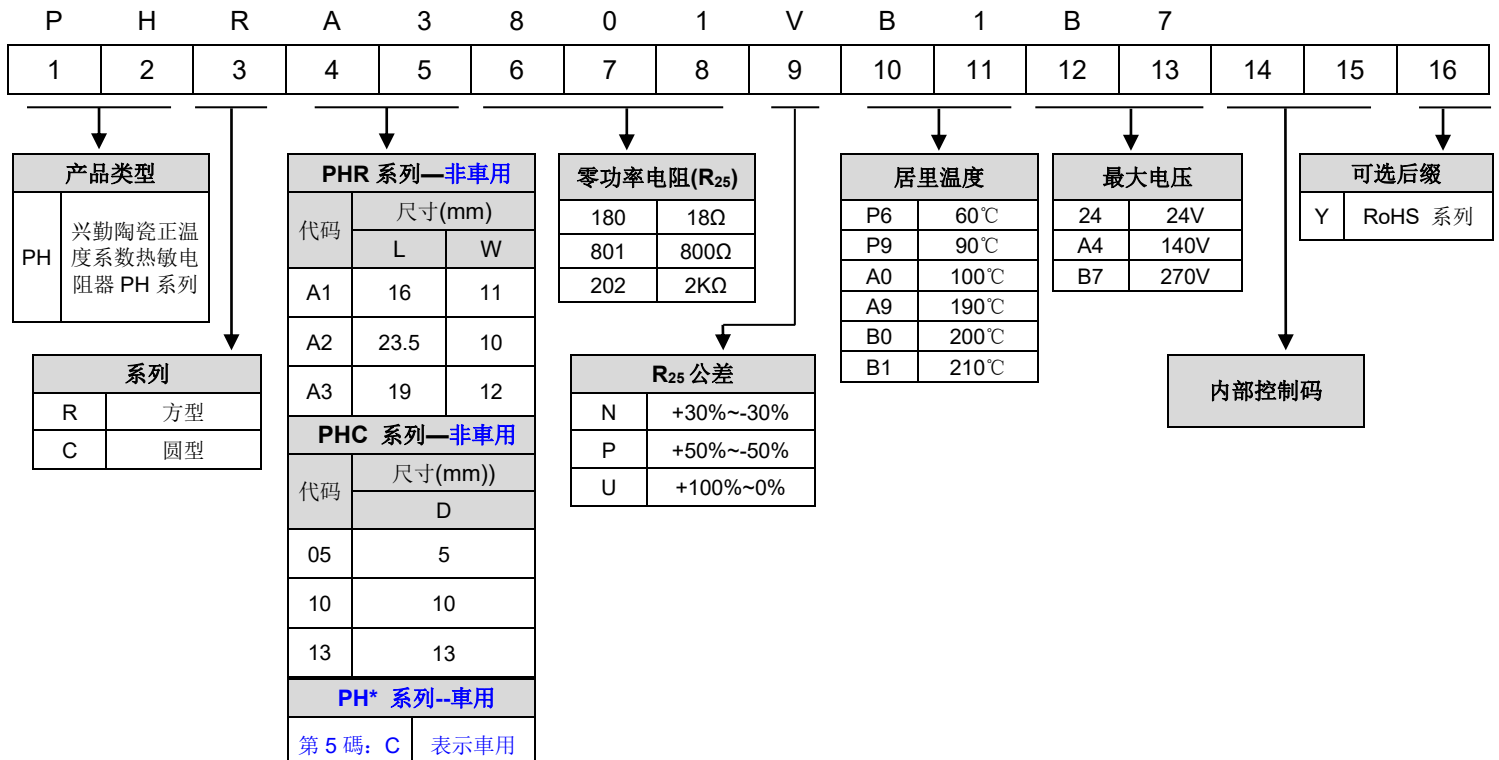 P H R A 3 8 0 1 V B 1 B 7
1 2 3 4 5 6 7 8 9 10 11 12 13 14 15 16
产品类型
PH
兴勤陶瓷正温
度系数热敏电
阻器 PH 系列
系列
R 方型
C 圆型
PHR 系列—非車用
代码
尺寸(mm)
L W
A1 16 11
A2 23.5 10
A3 19 12
PHC 系列—非車用
代码
尺寸(mm))
D
05 5
10 10
13 13
PH* 系列--車用
第 5 碼：C 表示車用
零功率电阻(R25)
180 18Ω
801 800Ω
202 2KΩ
R25 公差
N +30%~-30%
P +50%~-50%
U +100%~0%
居里温度
P6 60℃
P9 90℃
A0 100℃
A9 190℃
B0 200℃
B1 210℃
最大电压
24 24V
A4 140V
B7 270V
内部控制码
可选后缀
Y RoHS 系列